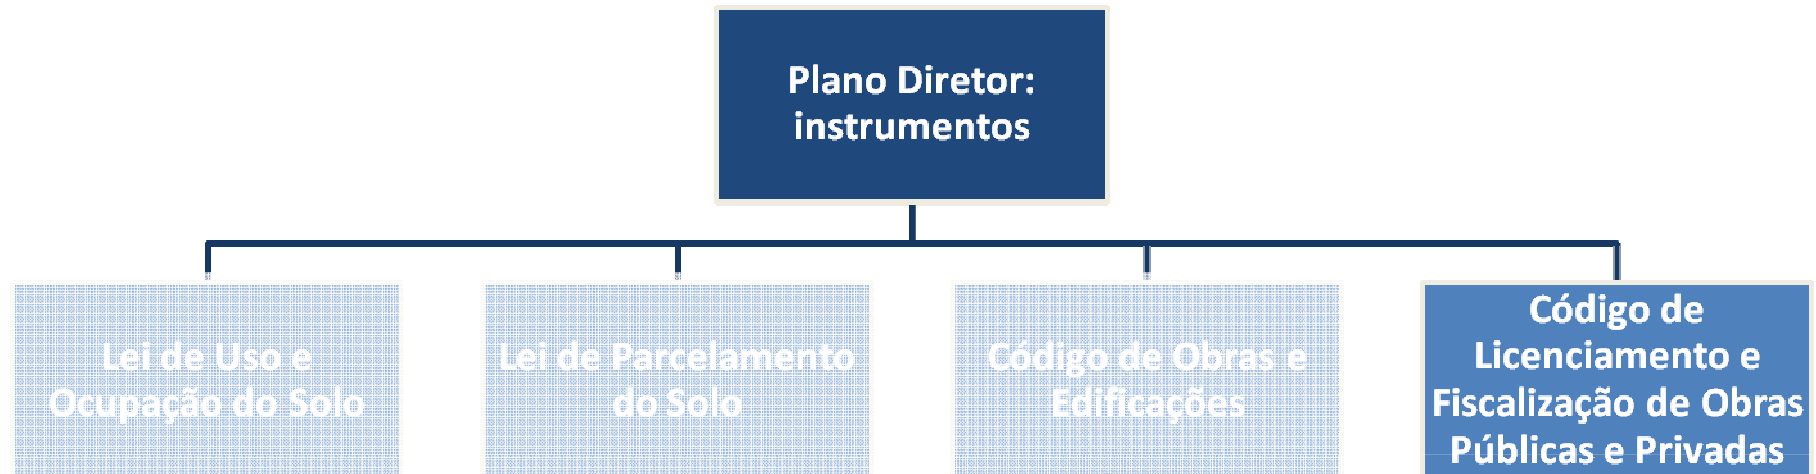 Plano Diretor:
instrumentos
Lei de Uso e
Ocupação do Solo
Lei de Parcelamento
do Solo
Código de Obras e
Edificações
Código de
Licenciamento e
Fiscalização de Obras
Públicas e Privadas